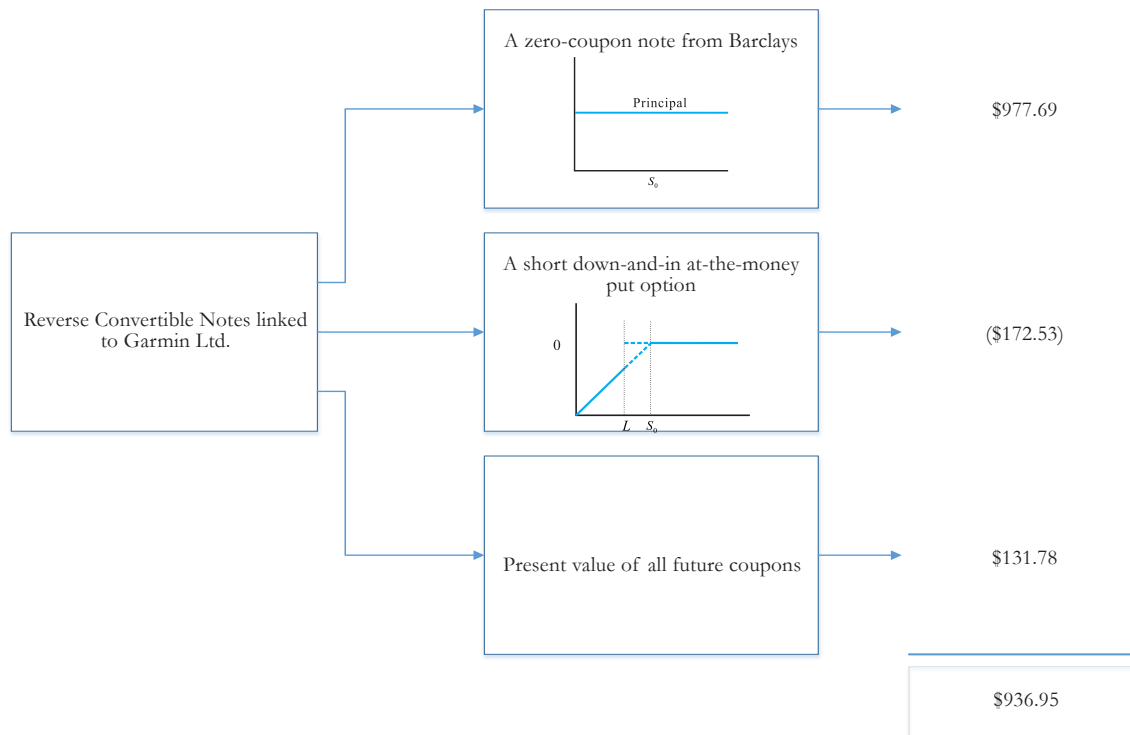 A zero-coupon note from Barclays
Principal
S0
$977.69
Reverse Convertible Notes linked
to Garmin Ltd.
A short down-and-in at-the-money
put option
0
L S0
($172.53)
Present value of all future coupons
$131.78
$936.95